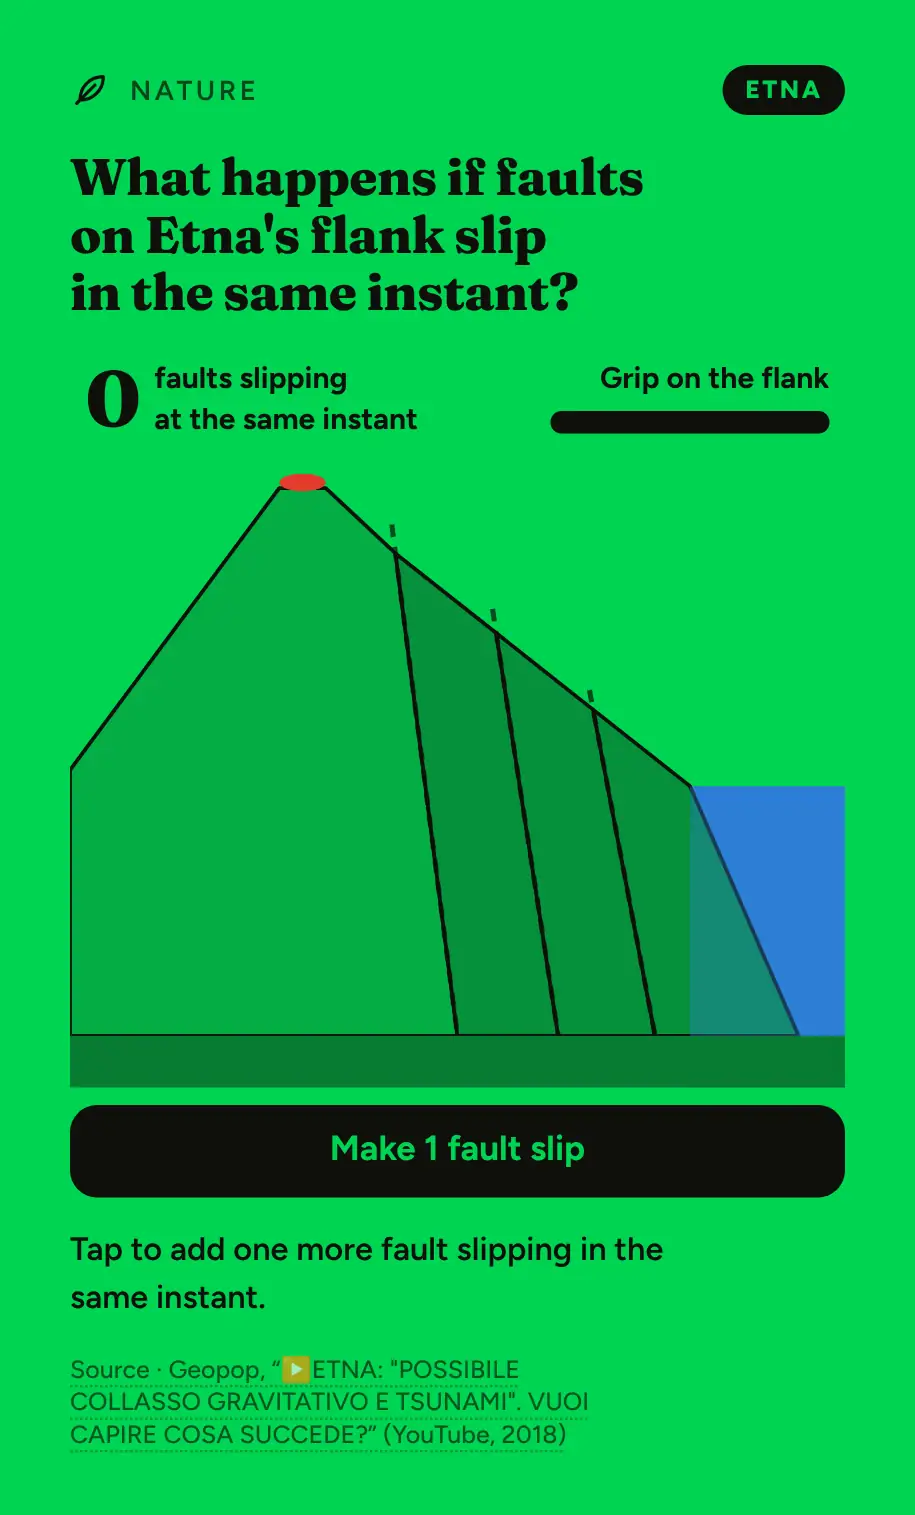 NATURE
ETNA
What happens if faults
on Etna's flank slip
in the same instant?
0
faults slipping
at the same instant
Grip on the flank
Make 1 fault slip
Tap to add one more fault slipping in the
same instant.
Source · Geopop, “▶️ETNA: "POSSIBILE
COLLASSO GRAVITATIVO E TSUNAMI". VUOI
CAPIRE COSA SUCCEDE?” (YouTube, 2018)